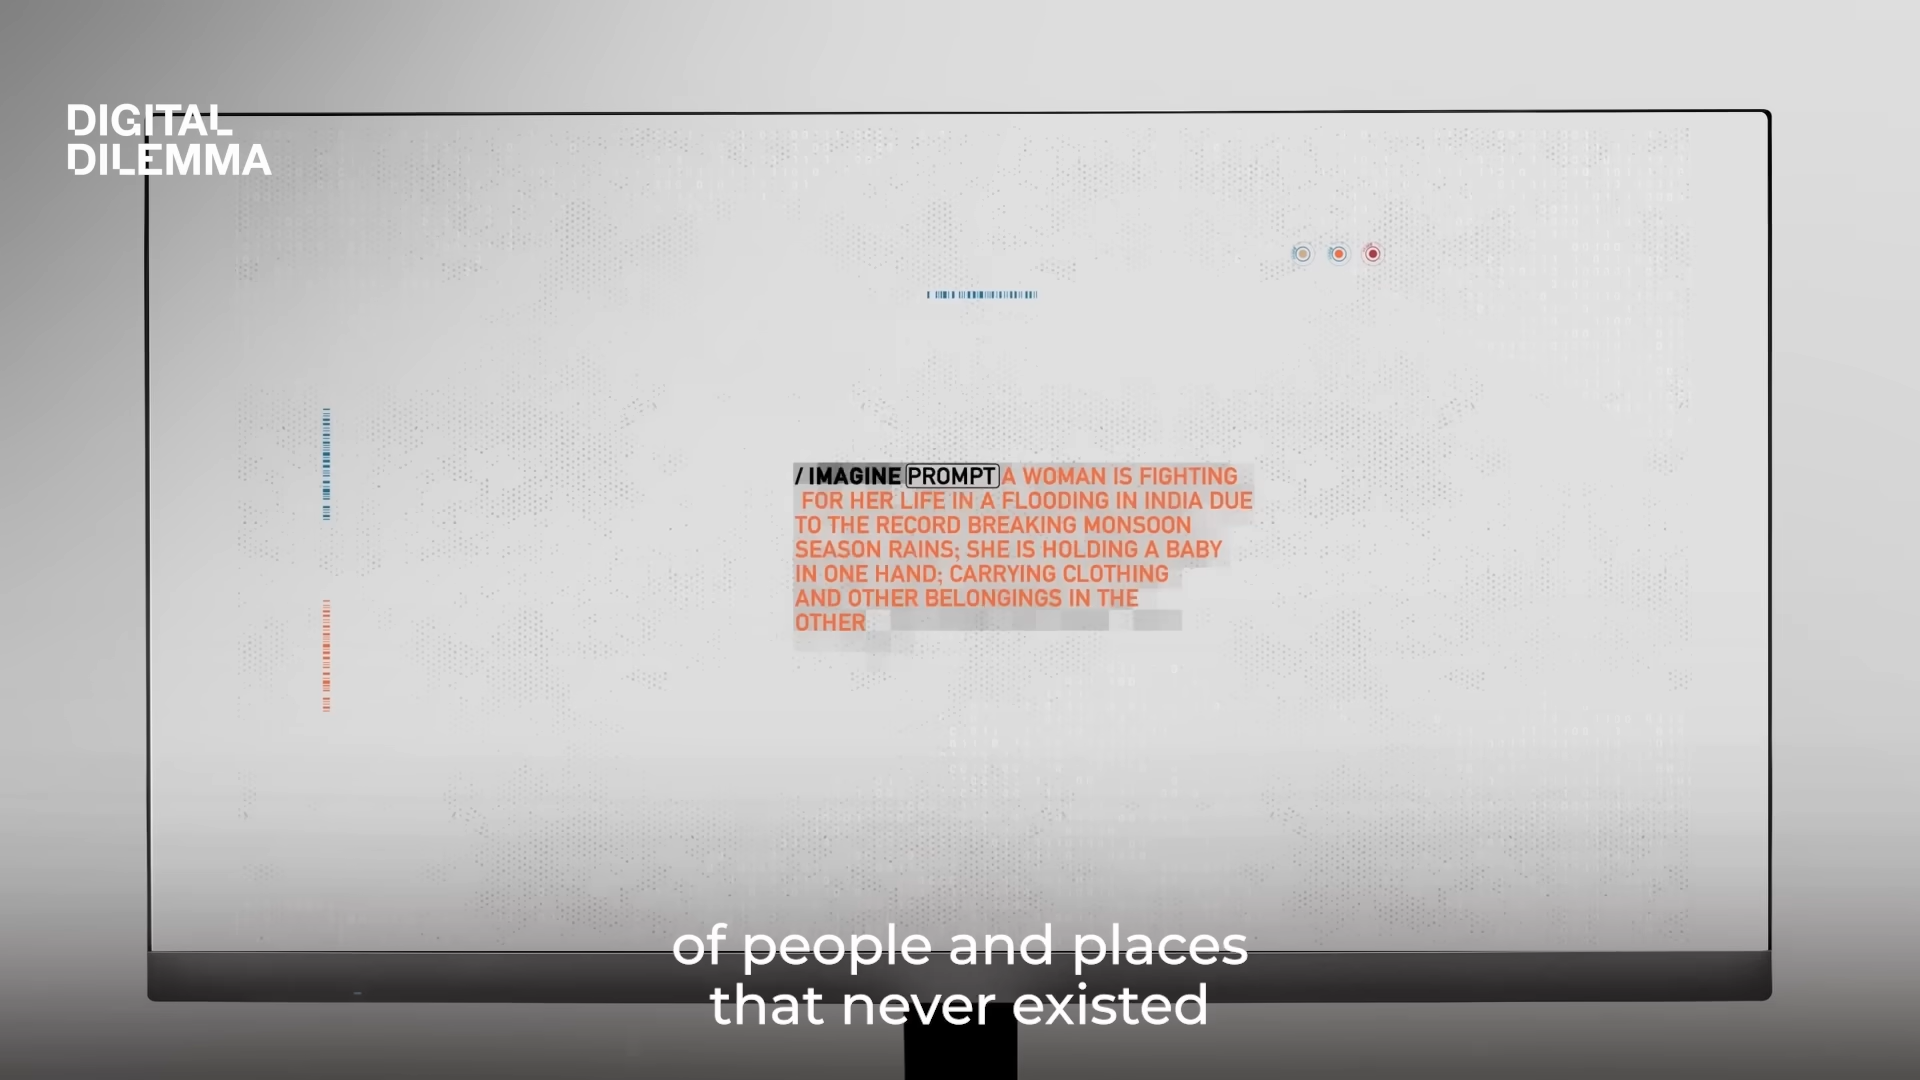 DIGITAL
DILEMMA
/ IMAGINE PROMPT A WOMAN IS FIGHTING
FOR HER LIFE IN A FLOODING IN INDIA DUE
TO THE RECORD BREAKING MONSOON
SEASON RAINS; SHE IS HOLDING A BABY
IN ONE HAND; CARRYING CLOTHING
AND OTHER BELONGINGS IN THE
OTHER
of people and places
that never existed